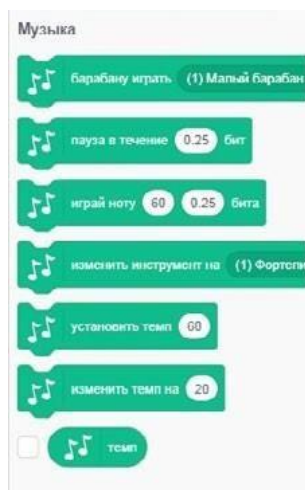 Музыка
барабану играть (1) Малый барабан
пауза в течение 0.25 бит
играй ноту 60 0.25 бита
изменить инструмент на (1) Фортепи
установить темп 60
изменить темп на 20
темп